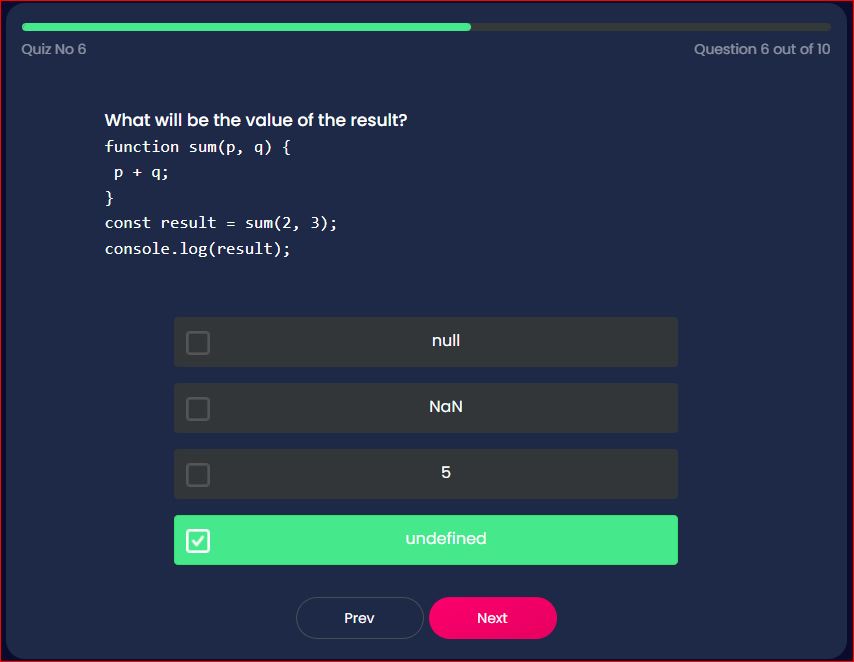 Quiz No 6
Question 6 out of 10
What will be the value of the result?
function sum(p, q) {
 p + q;
}
const result = sum(2, 3);
console.log(result);
null
NaN
5
undefined
Prev
Next